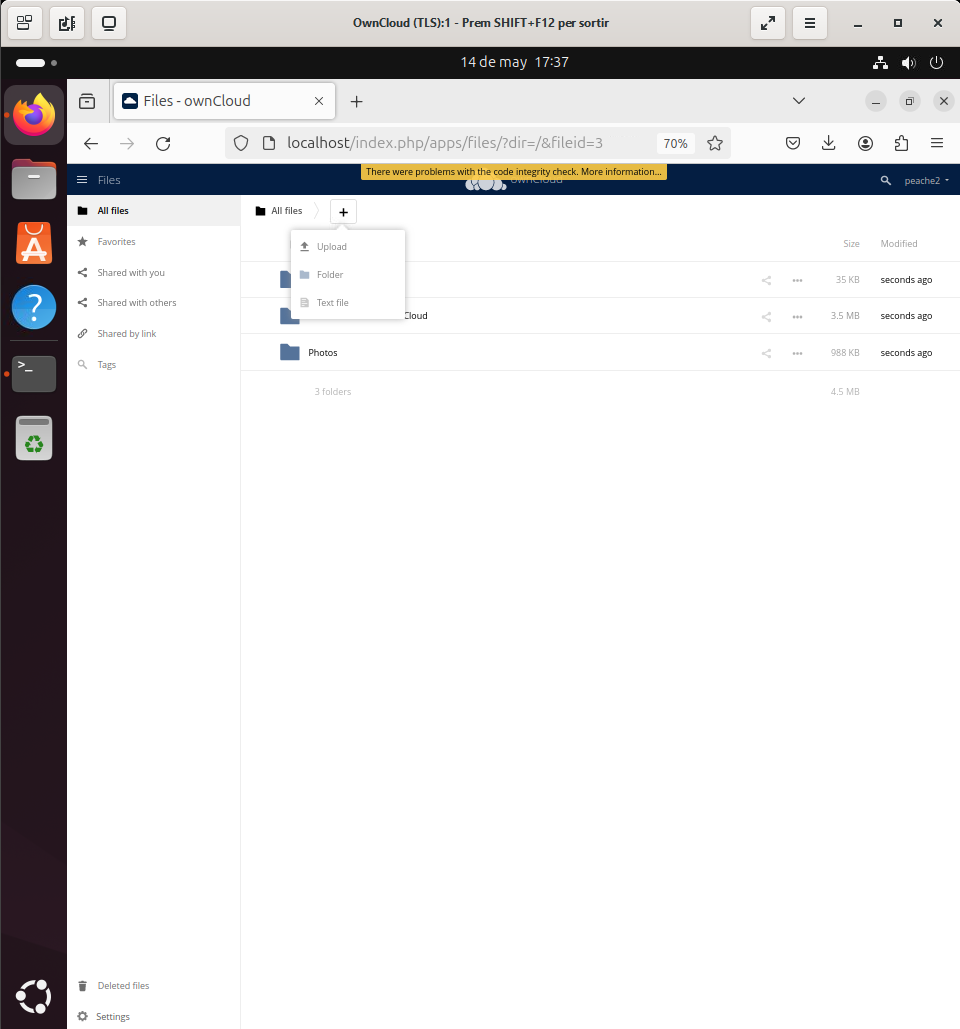 OwnCloud (TLS):1 - Prem SHIFT+F12 per sortir
14 de may 17:37
Files - ownCloud
localhost/index.php/apps/files/?dir=/&fileid=3
70%
There were problems with the code integrity check. More information...
Files
peache2
All files
All files
+
Favorites
Upload
Size
Modified
Shared with you
Folder
35 KB
seconds ago
Shared with others
Text file
Cloud
3.5 MB
seconds ago
Shared by link
Photos
988 KB
seconds ago
Tags
3 folders
4.5 MB
Deleted files
Settings